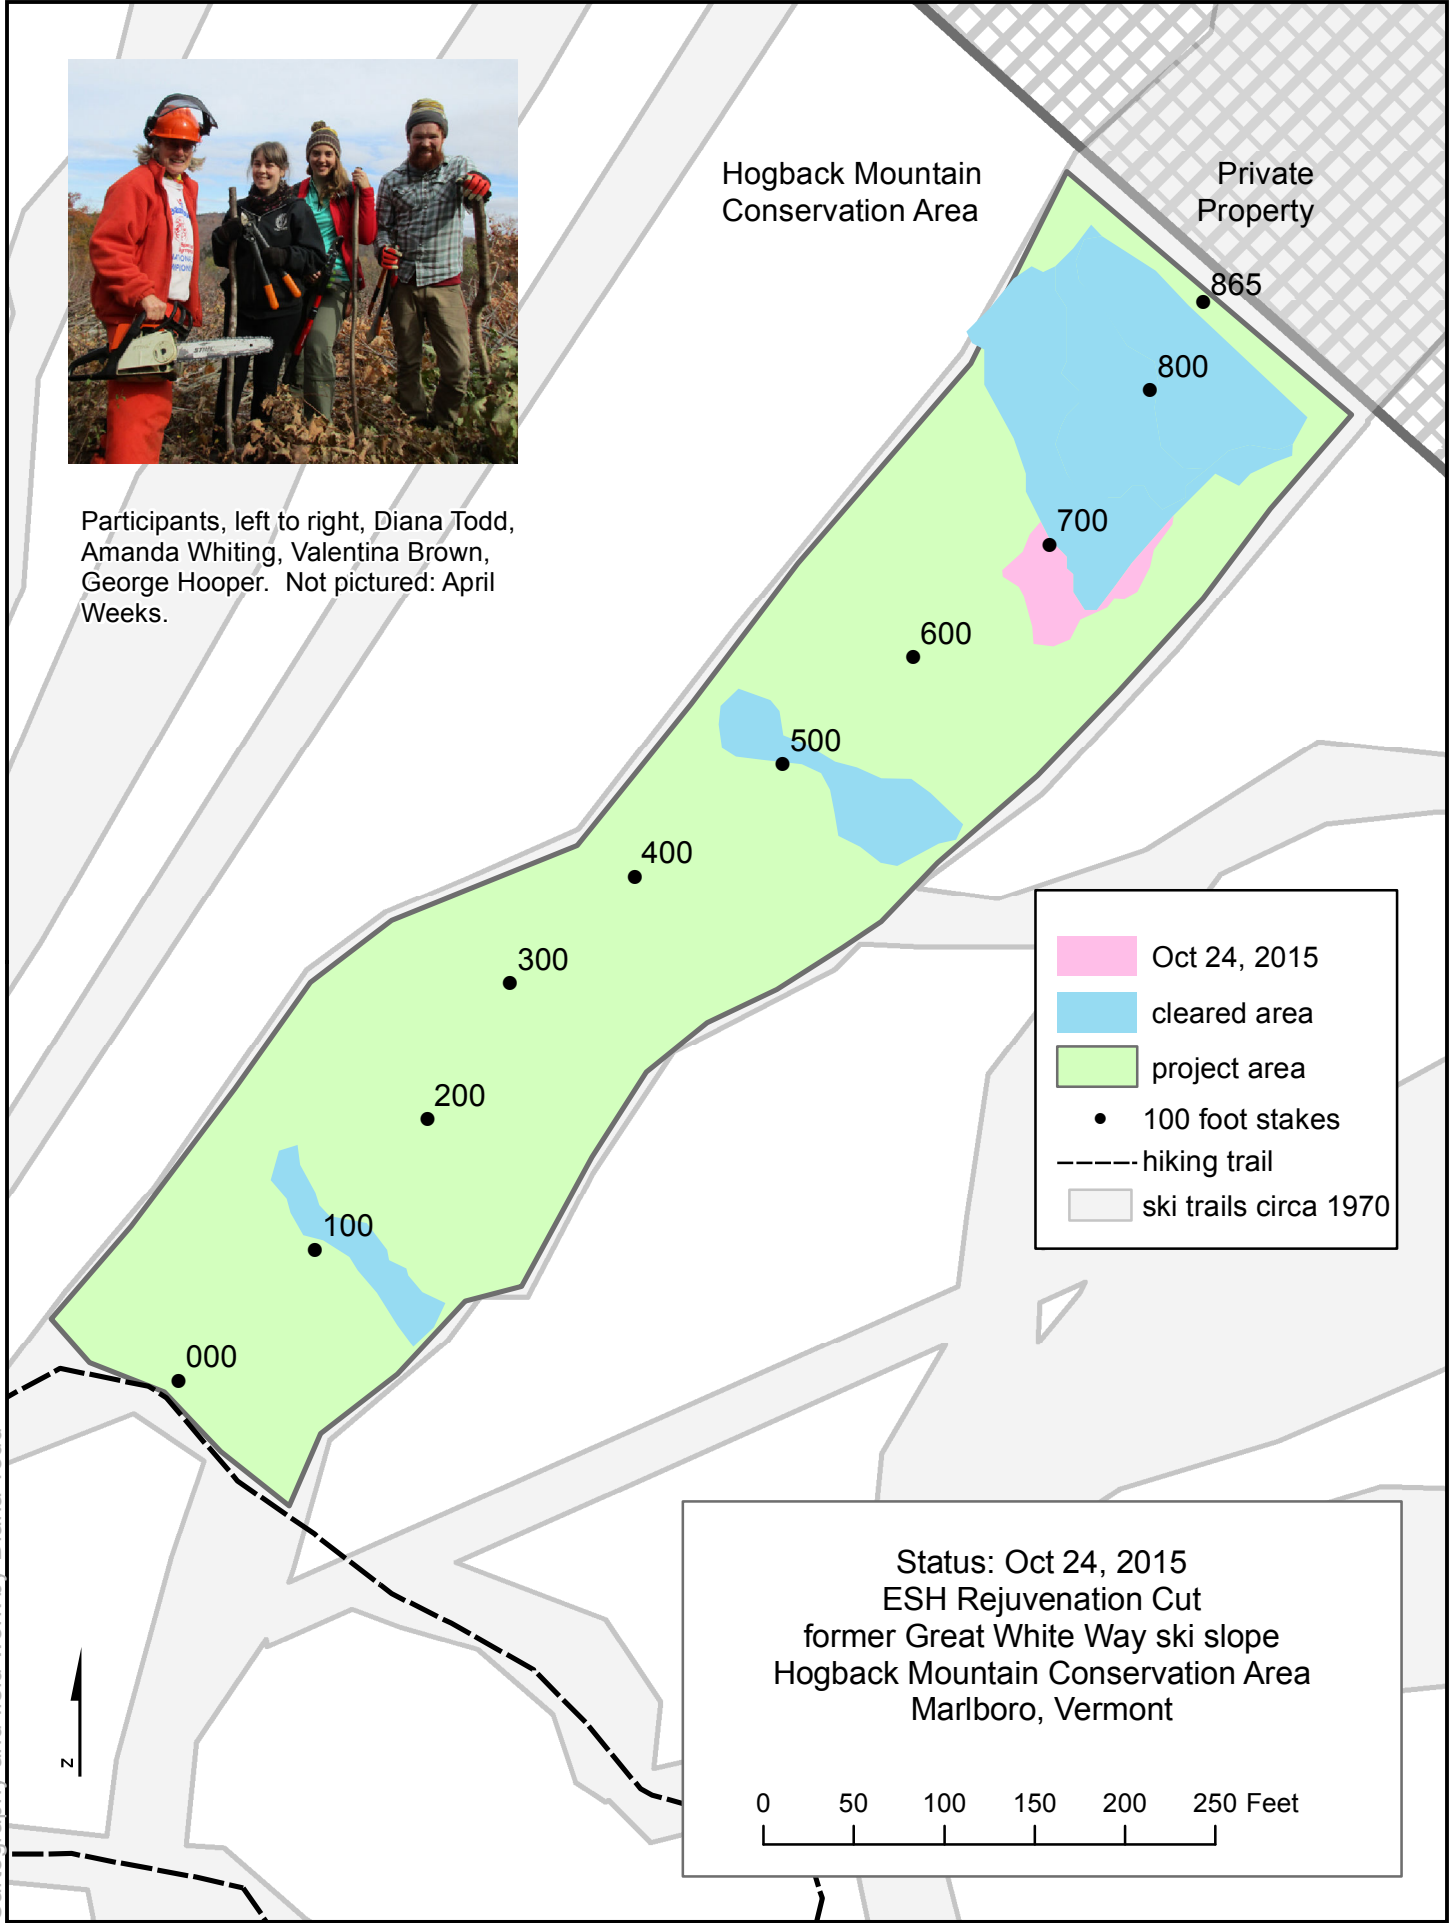 Hogback Mountain
Conservation Area
Private
Property
865
800
700
600
500
400
300
200
100
000
STIHL
Participants, left to right, Diana Todd,
Amanda Whiting, Valentina Brown,
George Hooper. Not pictured: April
Weeks.
Oct 24, 2015
cleared area
project area
100 foot stakes
hiking trail
ski trails circa 1970
Status: Oct 24, 2015
ESH Rejuvenation Cut
former Great White Way ski slope
Hogback Mountain Conservation Area
Marlboro, Vermont
0 50 100 150 200 250 Feet
N